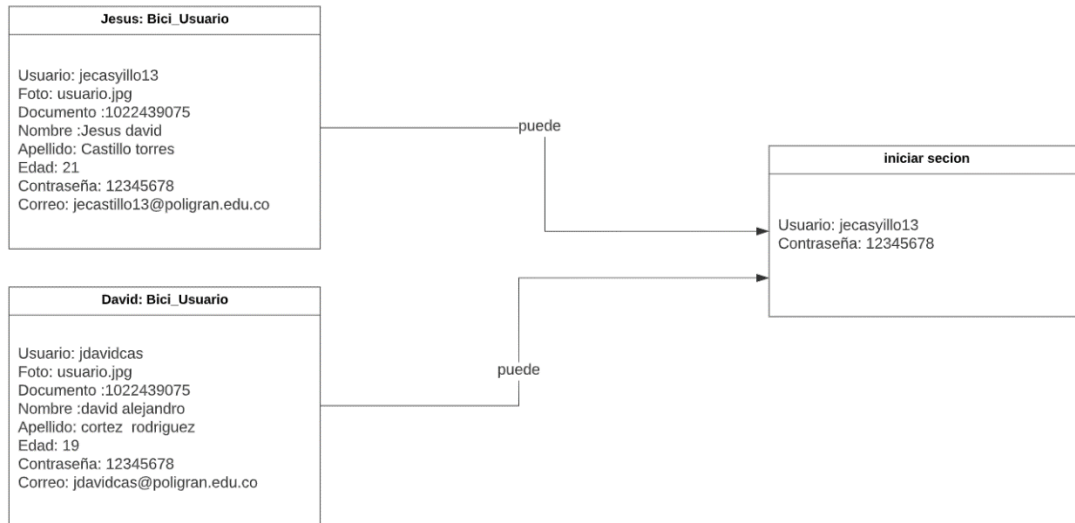 Jesus: Bici_Usuario
Usuario: jecasyillo13
Foto: usuario.jpg
Documento :1022439075
Nombre :Jesus david
Apellido: Castillo torres
Edad: 21
Contraseña: 12345678
Correo: jecastillo13@poligran.edu.co
puede
iniciar secion
Usuario: jecasyillo13
Contraseña: 12345678
David: Bici_Usuario
Usuario: jdavidcas
Foto: usuario.jpg
Documento :1022439075
Nombre :david alejandro
Apellido: cortez rodriguez
Edad: 19
Contraseña: 12345678
Correo: jdavidcas@poligran.edu.co
puede